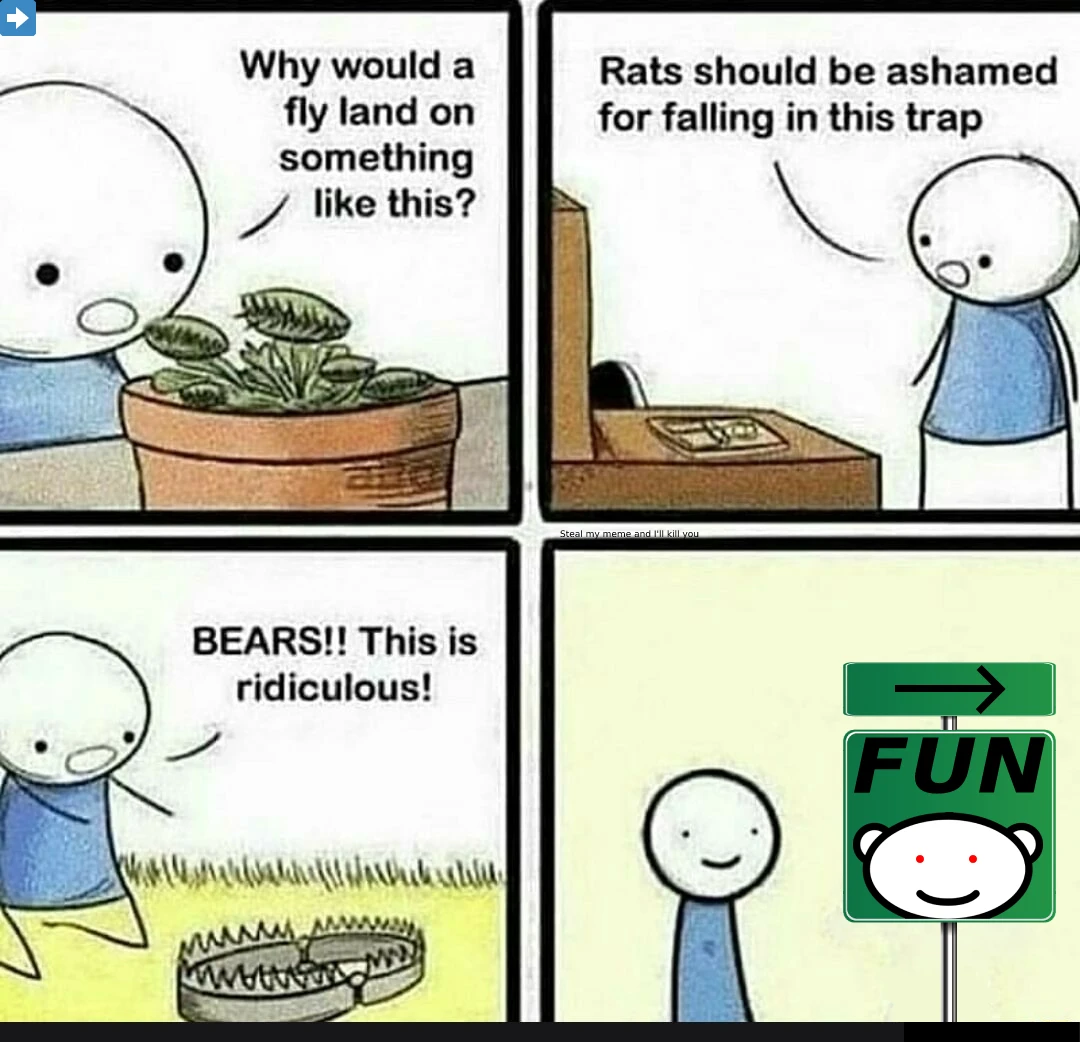 Why would a
fly land on
something
like this?
Rats should be ashamed
for falling in this trap
Steal my meme and I'll kill you
BEARS!! This is
ridiculous!
FUN